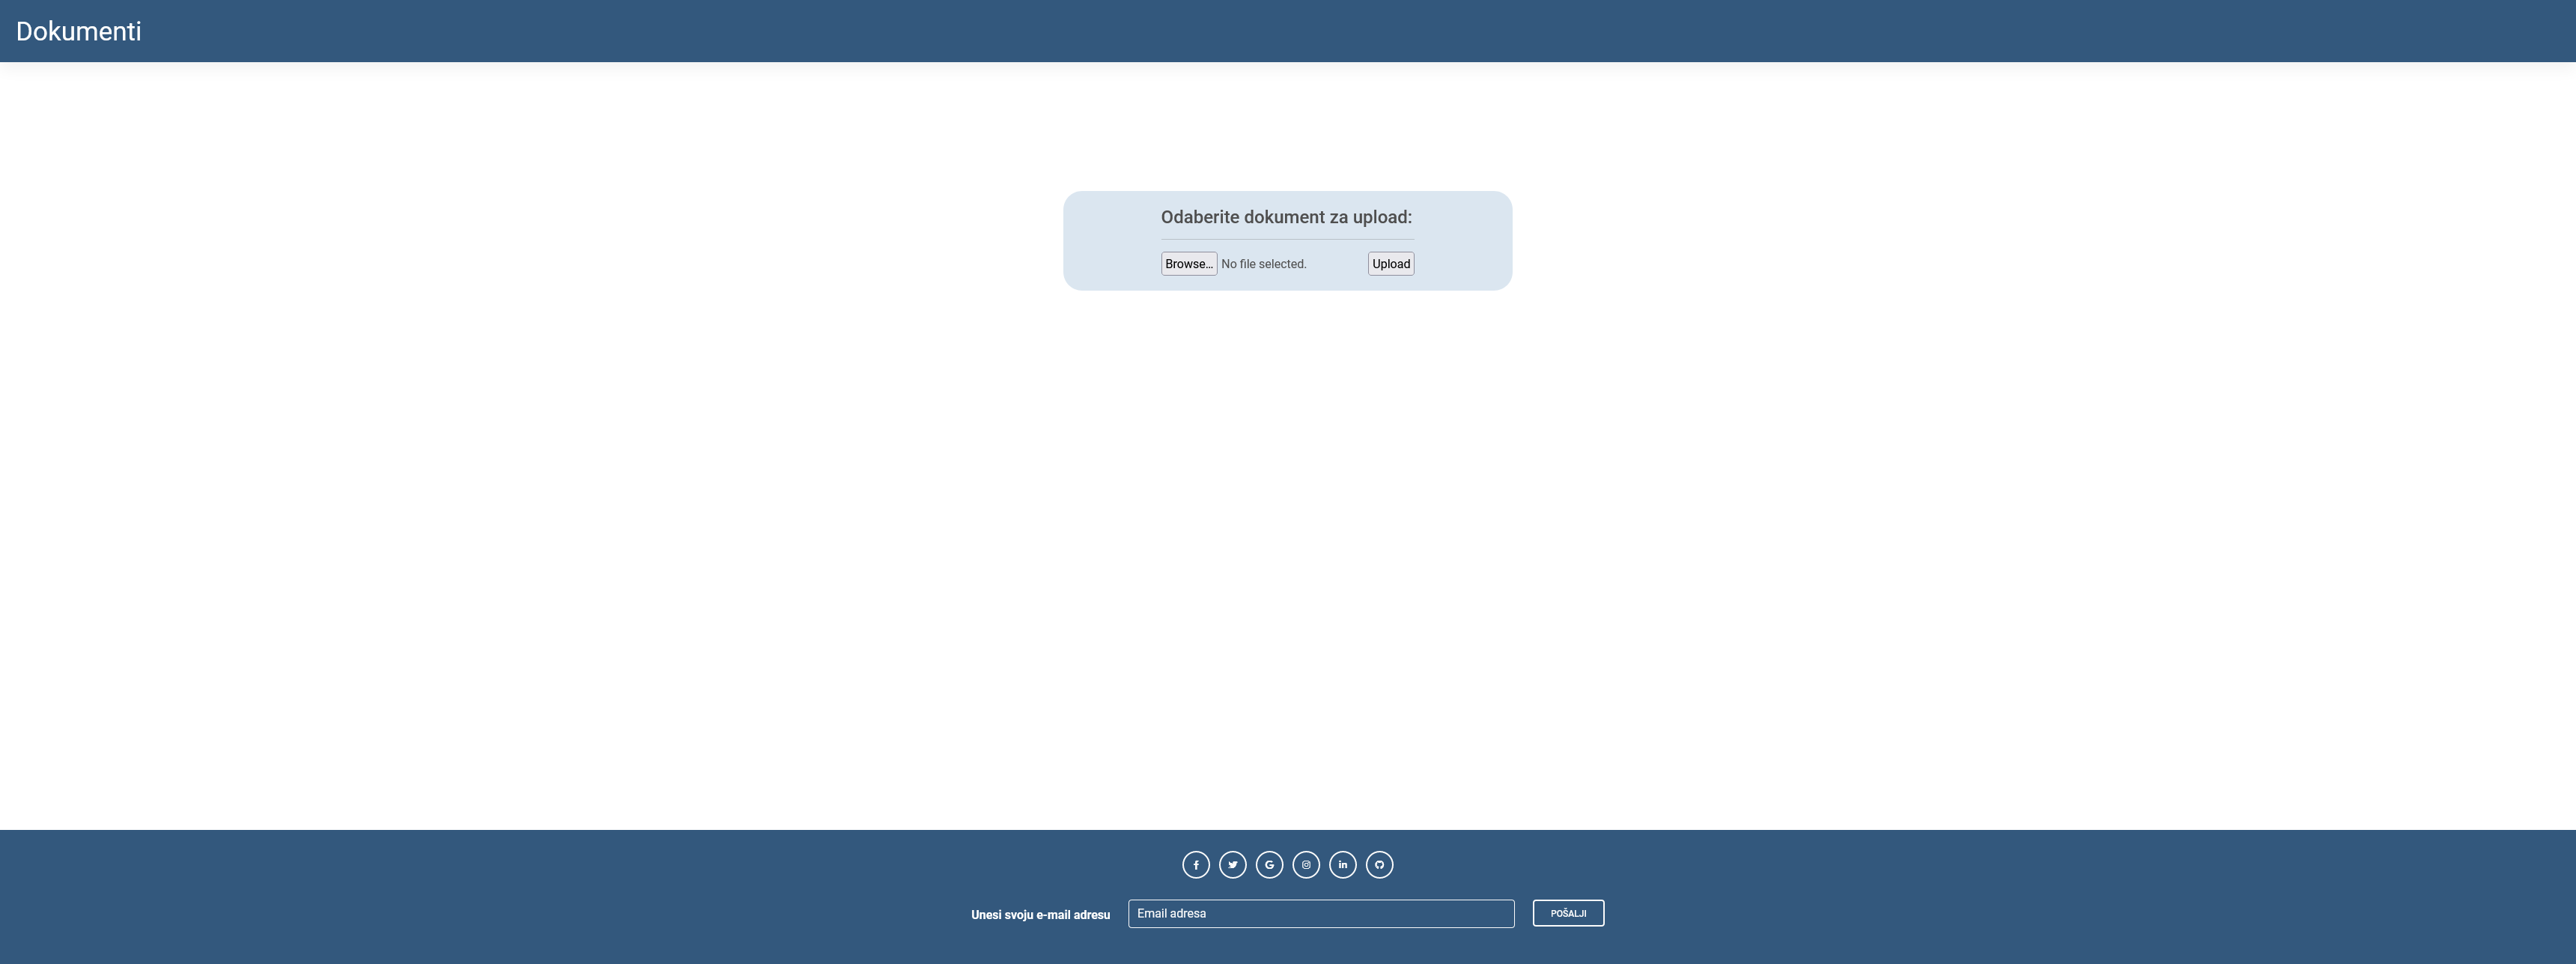 Dokumenti
Odaberite dokument za upload:
Browse... No file selected. Upload
Unesi svoju e-mail adresu Email adresa POŠALJI